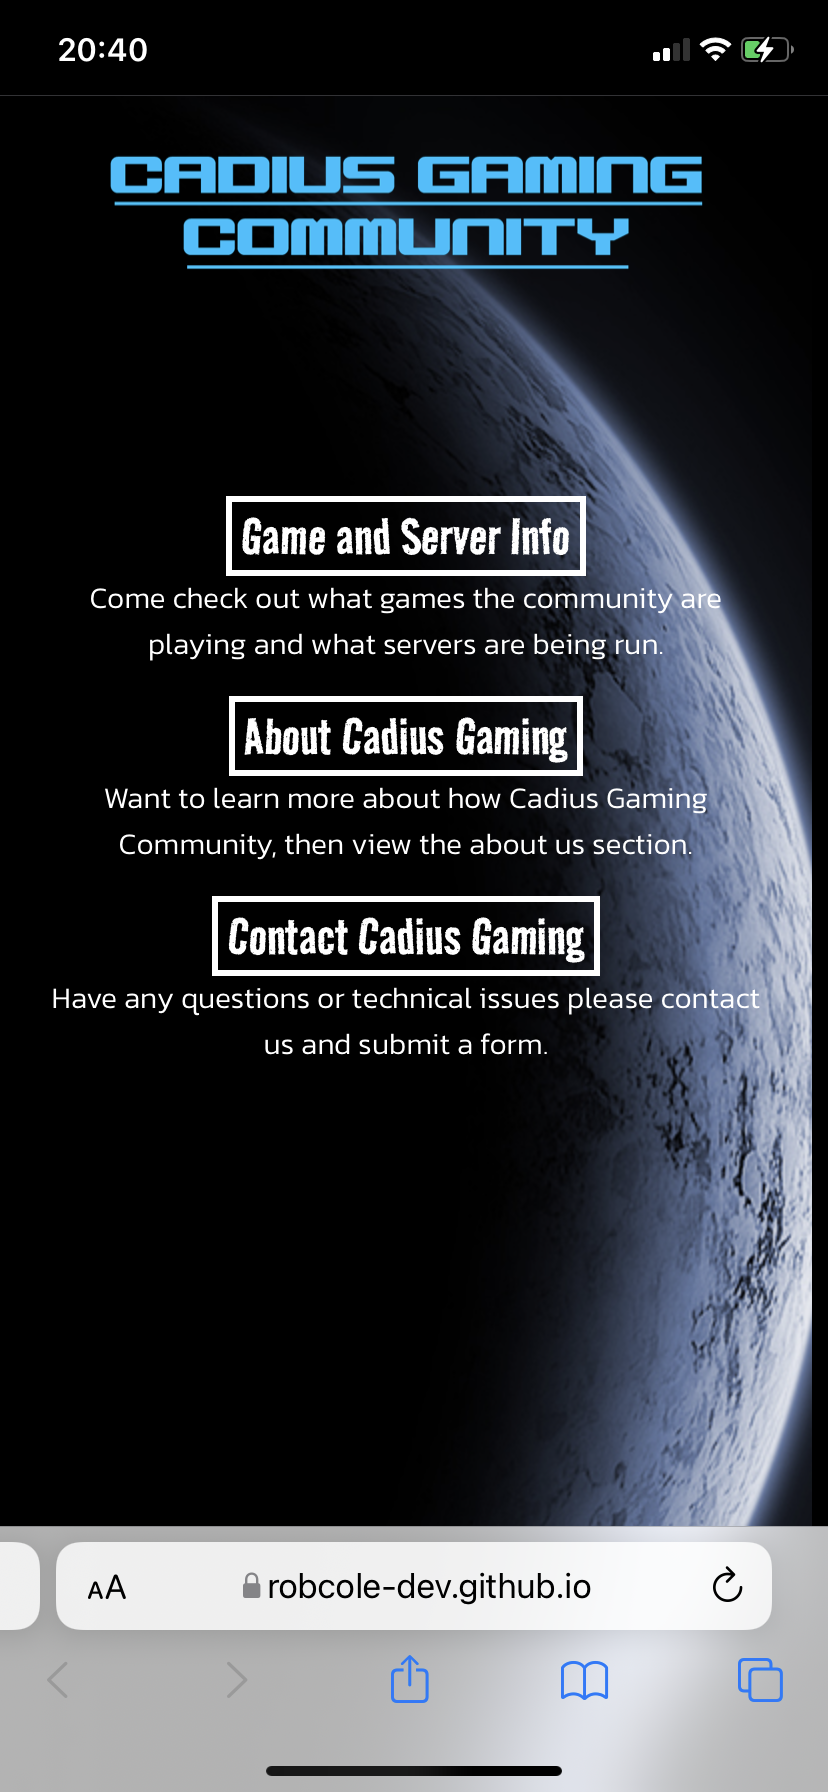 20:40
CADIUS GAMING
COMMUNITY
Game and Server Info
Come check out what games the community are
playing and what servers are being run.
About Cadius Gaming
Want to learn more about how Cadius Gaming
Community, then view the about us section.
Contact Cadius Gaming
Have any questions or technical issues please contact
us and submit a form.
AA robcole-dev.github.io